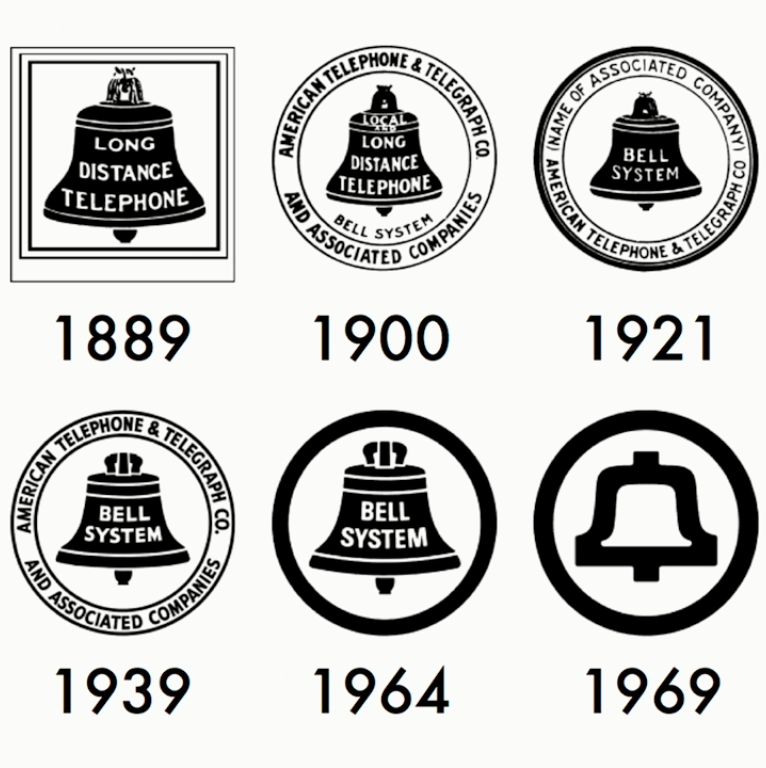 LONG
DISTANCE
TELEPHONE
1889
AMERICAN TELEPHONE & TELEGRAPH CO.
LOCAL
AND
LONG
DISTANCE
TELEPHONE
BELL SYSTEM
AND ASSOCIATED COMPANIES
1900
(NAME OF ASSOCIATED COMPANY)
BELL
SYSTEM
AMERICAN TELEPHONE & TELEGRAPH CO
1921
AMERICAN TELEPHONE & TELEGRAPH CO.
BELL
SYSTEM
AND ASSOCIATED COMPANIES
1939
BELL
SYSTEM
1964
1969